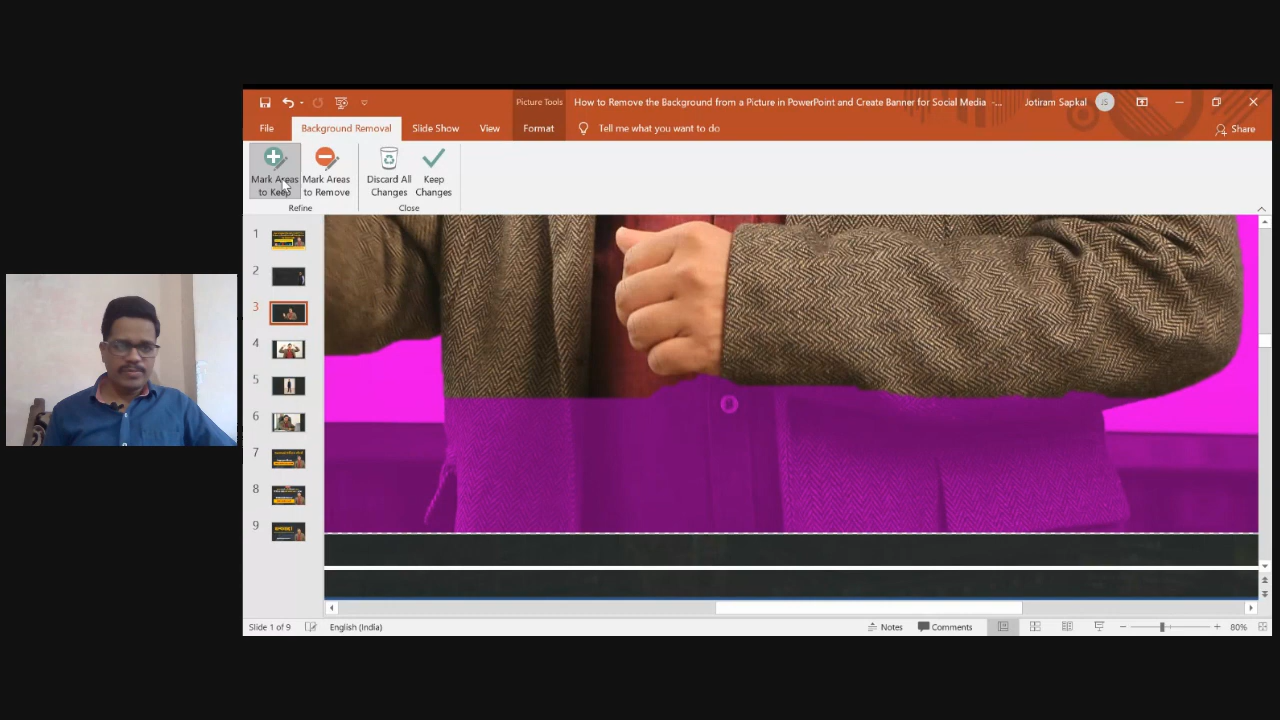 Picture Tools
How to Remove the Background from a Picture in PowerPoint and Create Banner for Social Media -...
Jotiram Sapkal
JS
File
Background Removal
Slide Show
View
Format
Tell me what you want to do
Share
Mark Areas
to Keep
Mark Areas
to Remove
Discard All
Changes
Keep
Changes
Refine
Close
1
2
3
4
5
6
7
8
9
Slide 1 of 9
English (India)
Notes
Comments
80%